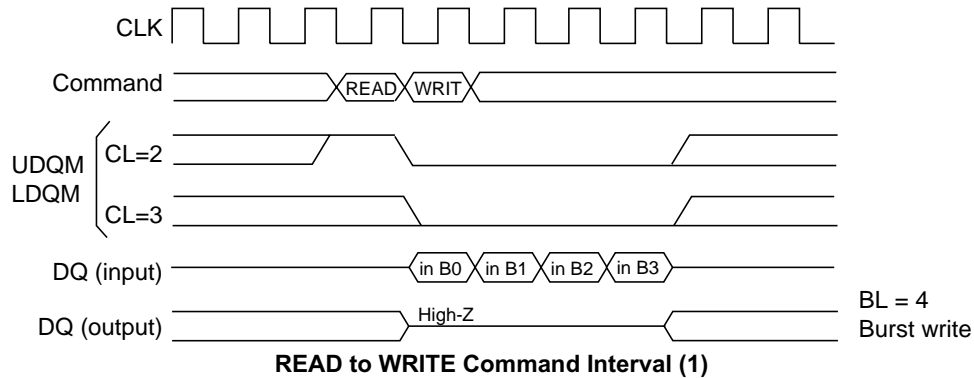 CLK
Command
READ
WRIT
UDQM
LDQM
CL=2
CL=3
DQ (input)
in B0
in B1
in B2
in B3
DQ (output)
High-Z
BL = 4
Burst write
READ to WRITE Command Interval (1)